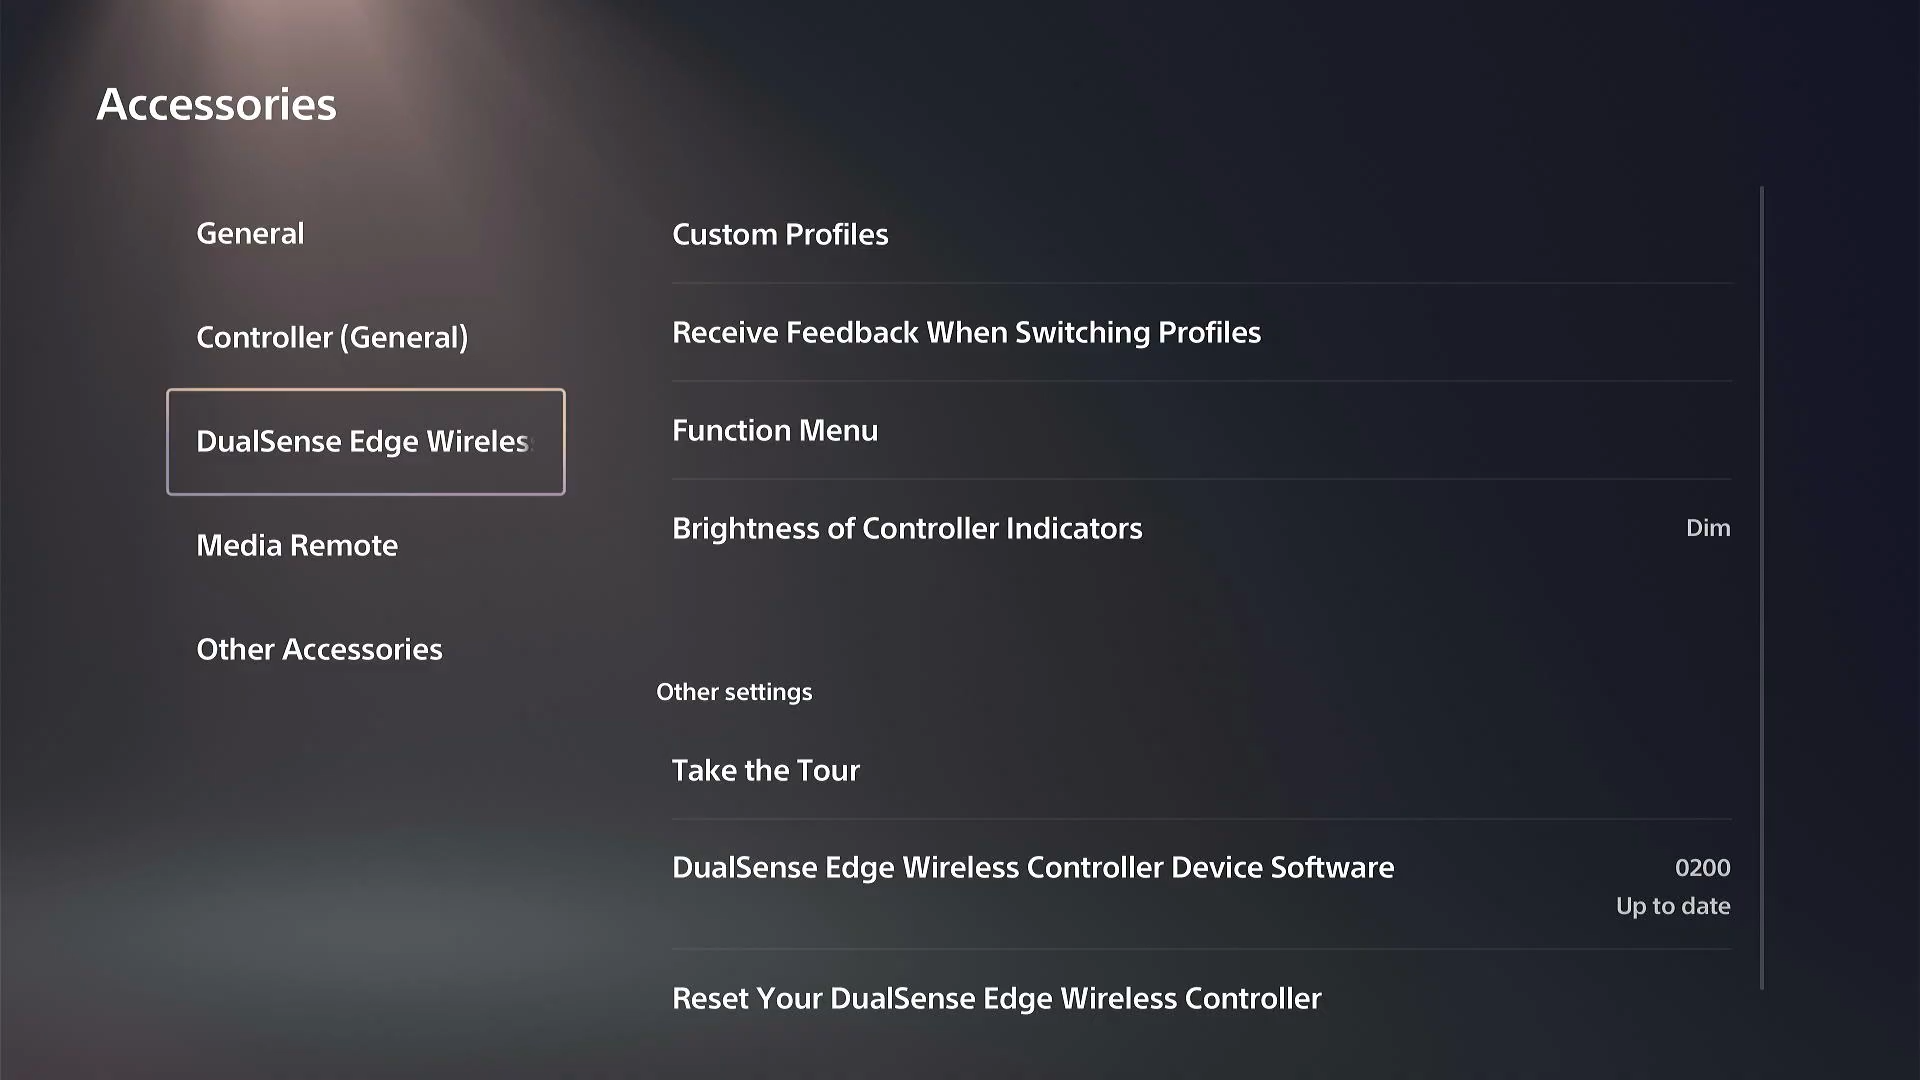 Accessories
General
Controller (General)
DualSense Edge Wireles
Media Remote
Other Accessories
Custom Profiles
Receive Feedback When Switching Profiles
Function Menu
Brightness of Controller Indicators Dim
Other settings
Take the Tour
DualSense Edge Wireless Controller Device Software 0200
Up to date
Reset Your DualSense Edge Wireless Controller